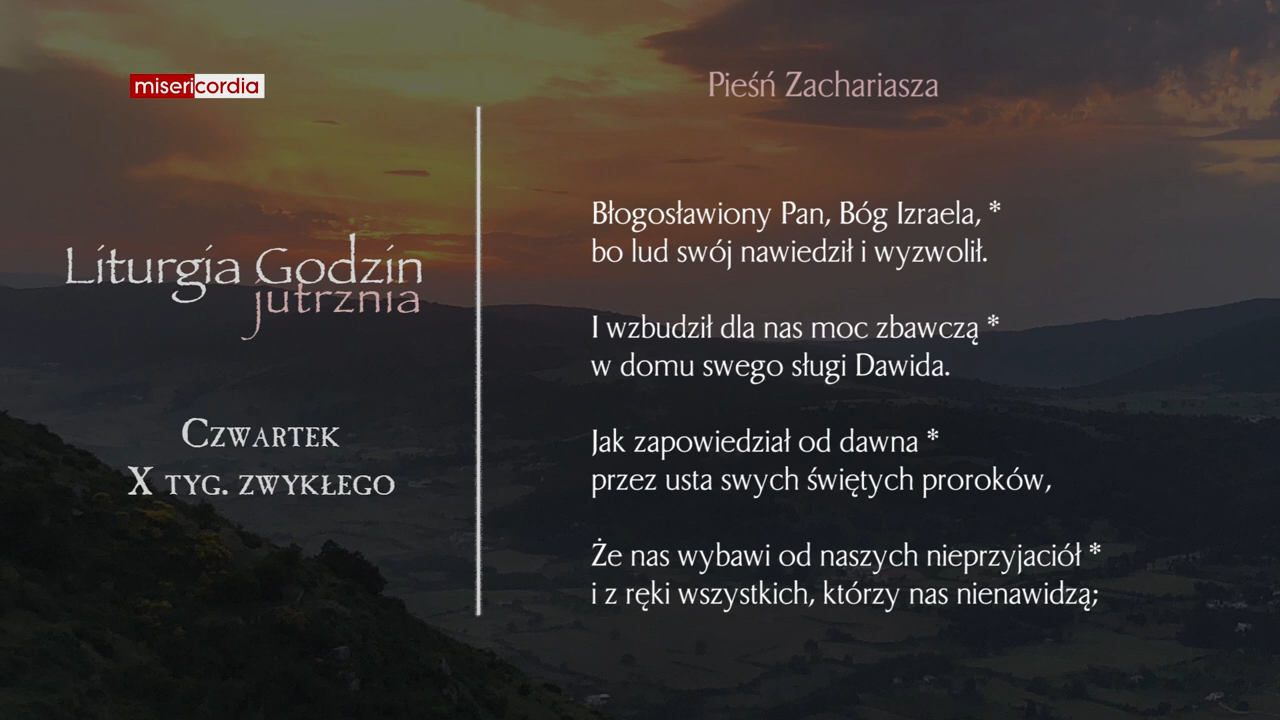 misericordia
Liturgia Godzin
jutrznia
Czwartek
X tyg. zwykłego
Pieśń Zachariasza
Błogosławiony Pan, Bóg Izraela, *
bo lud swój nawiedził i wyzwolił.
I wzbudził dla nas moc zbawczą *
w domu swego sługi Dawida.
Jak zapowiedział od dawna *
przez usta swych świętych proroków,
Że nas wybawi od naszych nieprzyjaciół *
i z ręki wszystkich, którzy nas nienawidzą;